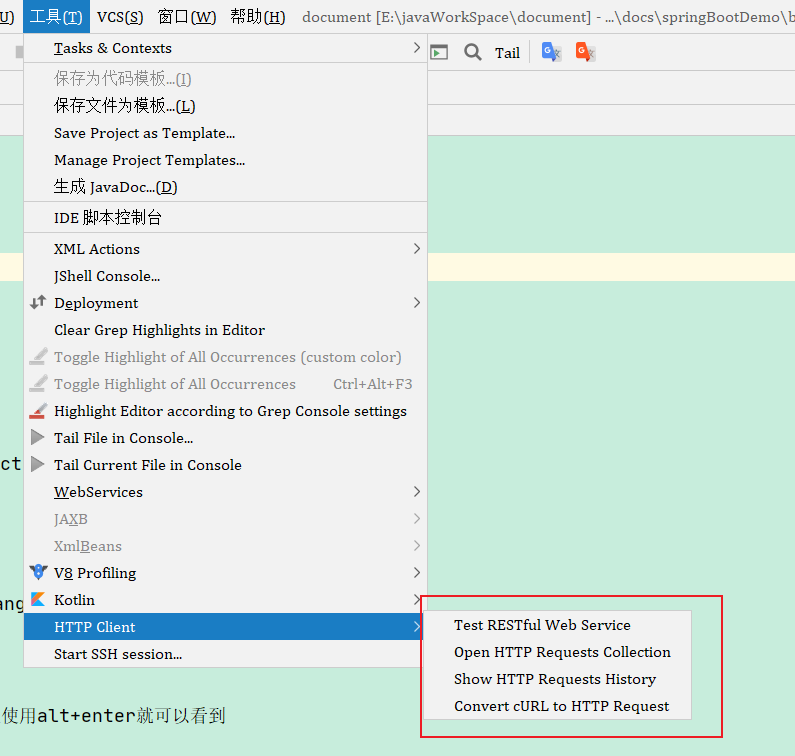 U) 工具(T) VCS(S) 窗口(W) 帮助(H) document [E:\javaWorkSpace\document] - ...\docs\springBootDemo\b
Tail
Tasks & Contexts
保存为代码模板...(I)
保存文件为模板...(L)
Save Project as Template...
Manage Project Templates...
生成 JavaDoc...(D)
IDE 脚本控制台
XML Actions
JShell Console...
Deployment
Clear Grep Highlights in Editor
Toggle Highlight of All Occurrences (custom color)
Toggle Highlight of All Occurrences Ctrl+Alt+F3
Highlight Editor according to Grep Console settings
Tail File in Console...
ct
Tail Current File in Console
WebServices
JAXB
XmlBeans
V8 Profiling
ang
Kotlin
HTTP Client
Start SSH session...
Test RESTful Web Service
Open HTTP Requests Collection
Show HTTP Requests History
Convert cURL to HTTP Request
使用alt+enter就可以看到